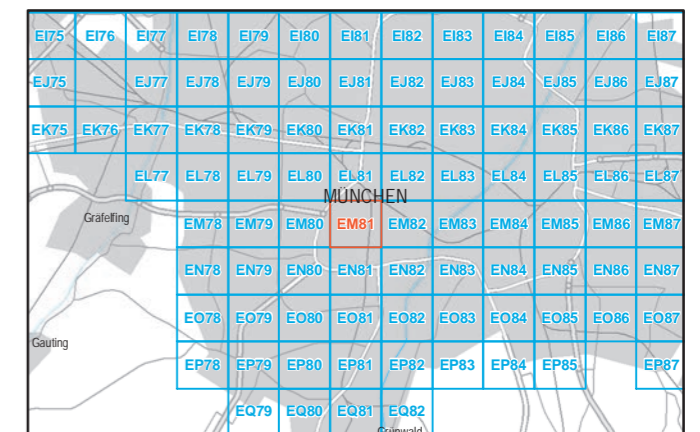 EI75 EI76 EI77 EI78 EI79 EI80 EI81 EI82 EI83 EI84 EI85 EI86 EI87
EJ75 EJ77 EJ78 EJ79 EJ80 EJ81 EJ82 EJ83 EJ84 EJ85 EJ86 EJ87
EK75 EK76 EK77 EK78 EK79 EK80 EK81 EK82 EK83 EK84 EK85 EK86 EK87
EL77 EL78 EL79 EL80 EL81 EL82 EL83 EL84 EL85 EL86 EL87
MÜNCHEN
Gräfelfing
EM78 EM79 EM80 EM81 EM82 EM83 EM84 EM85 EM86 EM87
EN78 EN79 EN80 EN81 EN82 EN83 EN84 EN85 EN86 EN87
EO78 EO79 EO80 EO81 EO82 EO83 EO84 EO85 EO86 EO87
Gauting
EP78 EP79 EP80 EP81 EP82 EP83 EP84 EP85 EP87
EQ79 EQ80 EQ81 EQ82
Grünwald